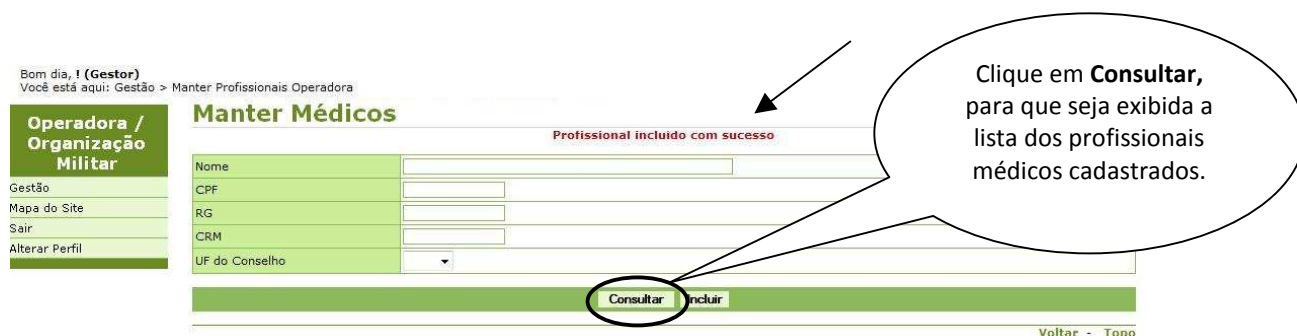 Bom dia, ! (Gestor)
Você está aqui: Gestão > Manter Profissionais Operadora
Operadora /
Organização
Militar
Gestão
Mapa do Site
Sair
Alterar Perfil
Manter Médicos
Profissional incluído com sucesso
Nome
CPF
RG
CRM
UF do Conselho
Consultar
Incluir
Voltar - Topo
Clique em Consultar,
para que seja exibida a
lista dos profissionais
médicos cadastrados.